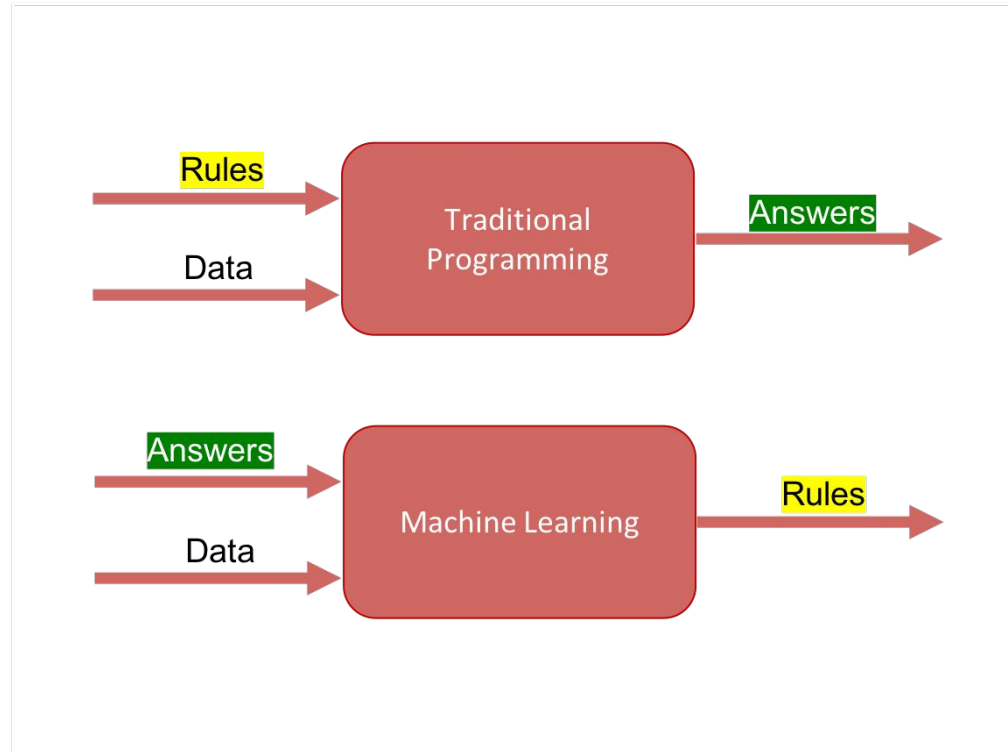 Rules
Data
Traditional
Programming
Answers
Answers
Data
Machine Learning
Rules